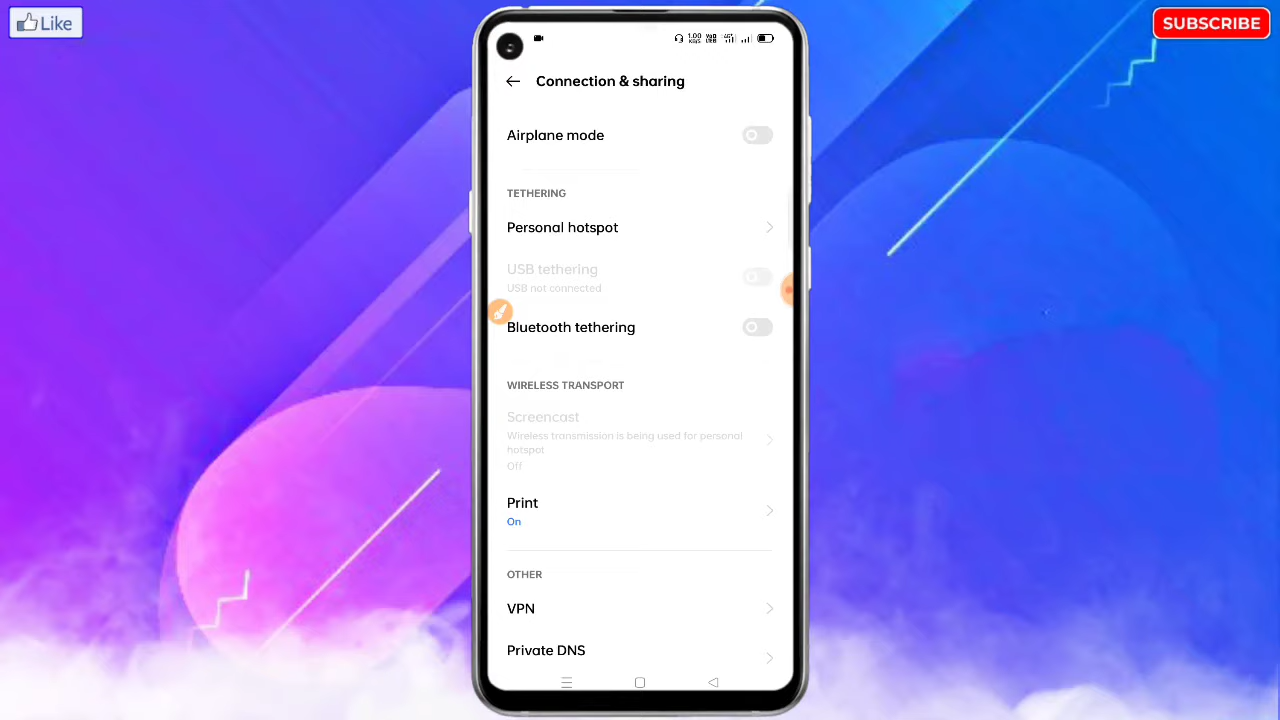 Like
SUBSCRIBE
Connection & sharing
Airplane mode
TETHERING
Personal hotspot
USB tethering
USB not connected
Bluetooth tethering
WIRELESS TRANSPORT
Screencast
Wireless transmission is being used for personal
hotspot
Off
Print
On
OTHER
VPN
Private DNS